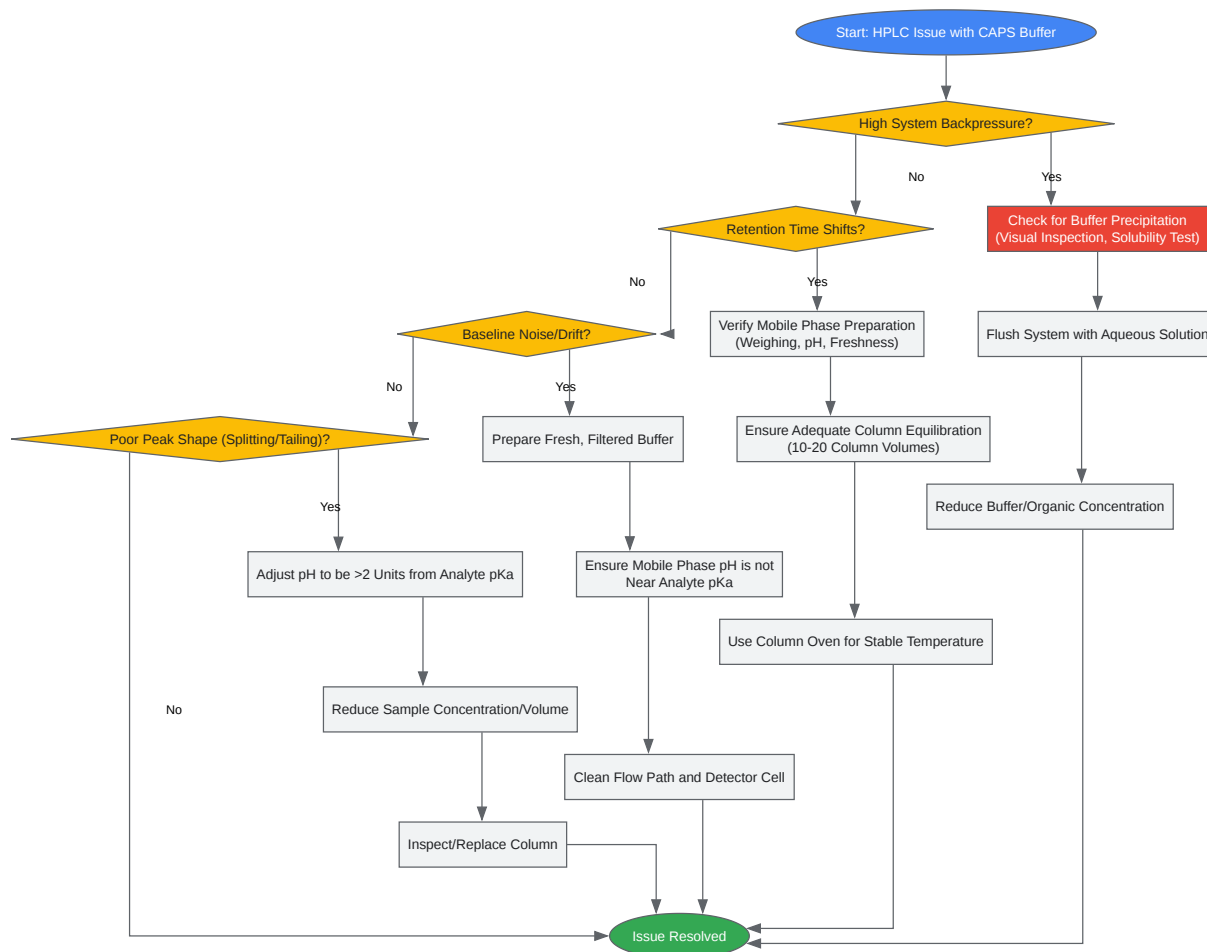 Start: HPLC Issue with CAPS Buffer
High System Backpressure?
No
Yes
Retention Time Shifts?
Check for Buffer Precipitation
(Visual Inspection, Solubility Test)
No
Yes
Baseline Noise/Drift?
Verify Mobile Phase Preparation
(Weighing, pH, Freshness)
Flush System with Aqueous Solution
No
Yes
Poor Peak Shape (Splitting/Tailing)?
Prepare Fresh, Filtered Buffer
Ensure Adequate Column Equilibration
(10-20 Column Volumes)
Yes
Reduce Buffer/Organic Concentration
Adjust pH to be >2 Units from Analyte pKa
Ensure Mobile Phase pH is not
Near Analyte pKa
Use Column Oven for Stable Temperature
No
Reduce Sample Concentration/Volume
Clean Flow Path and Detector Cell
Inspect/Replace Column
Issue Resolved